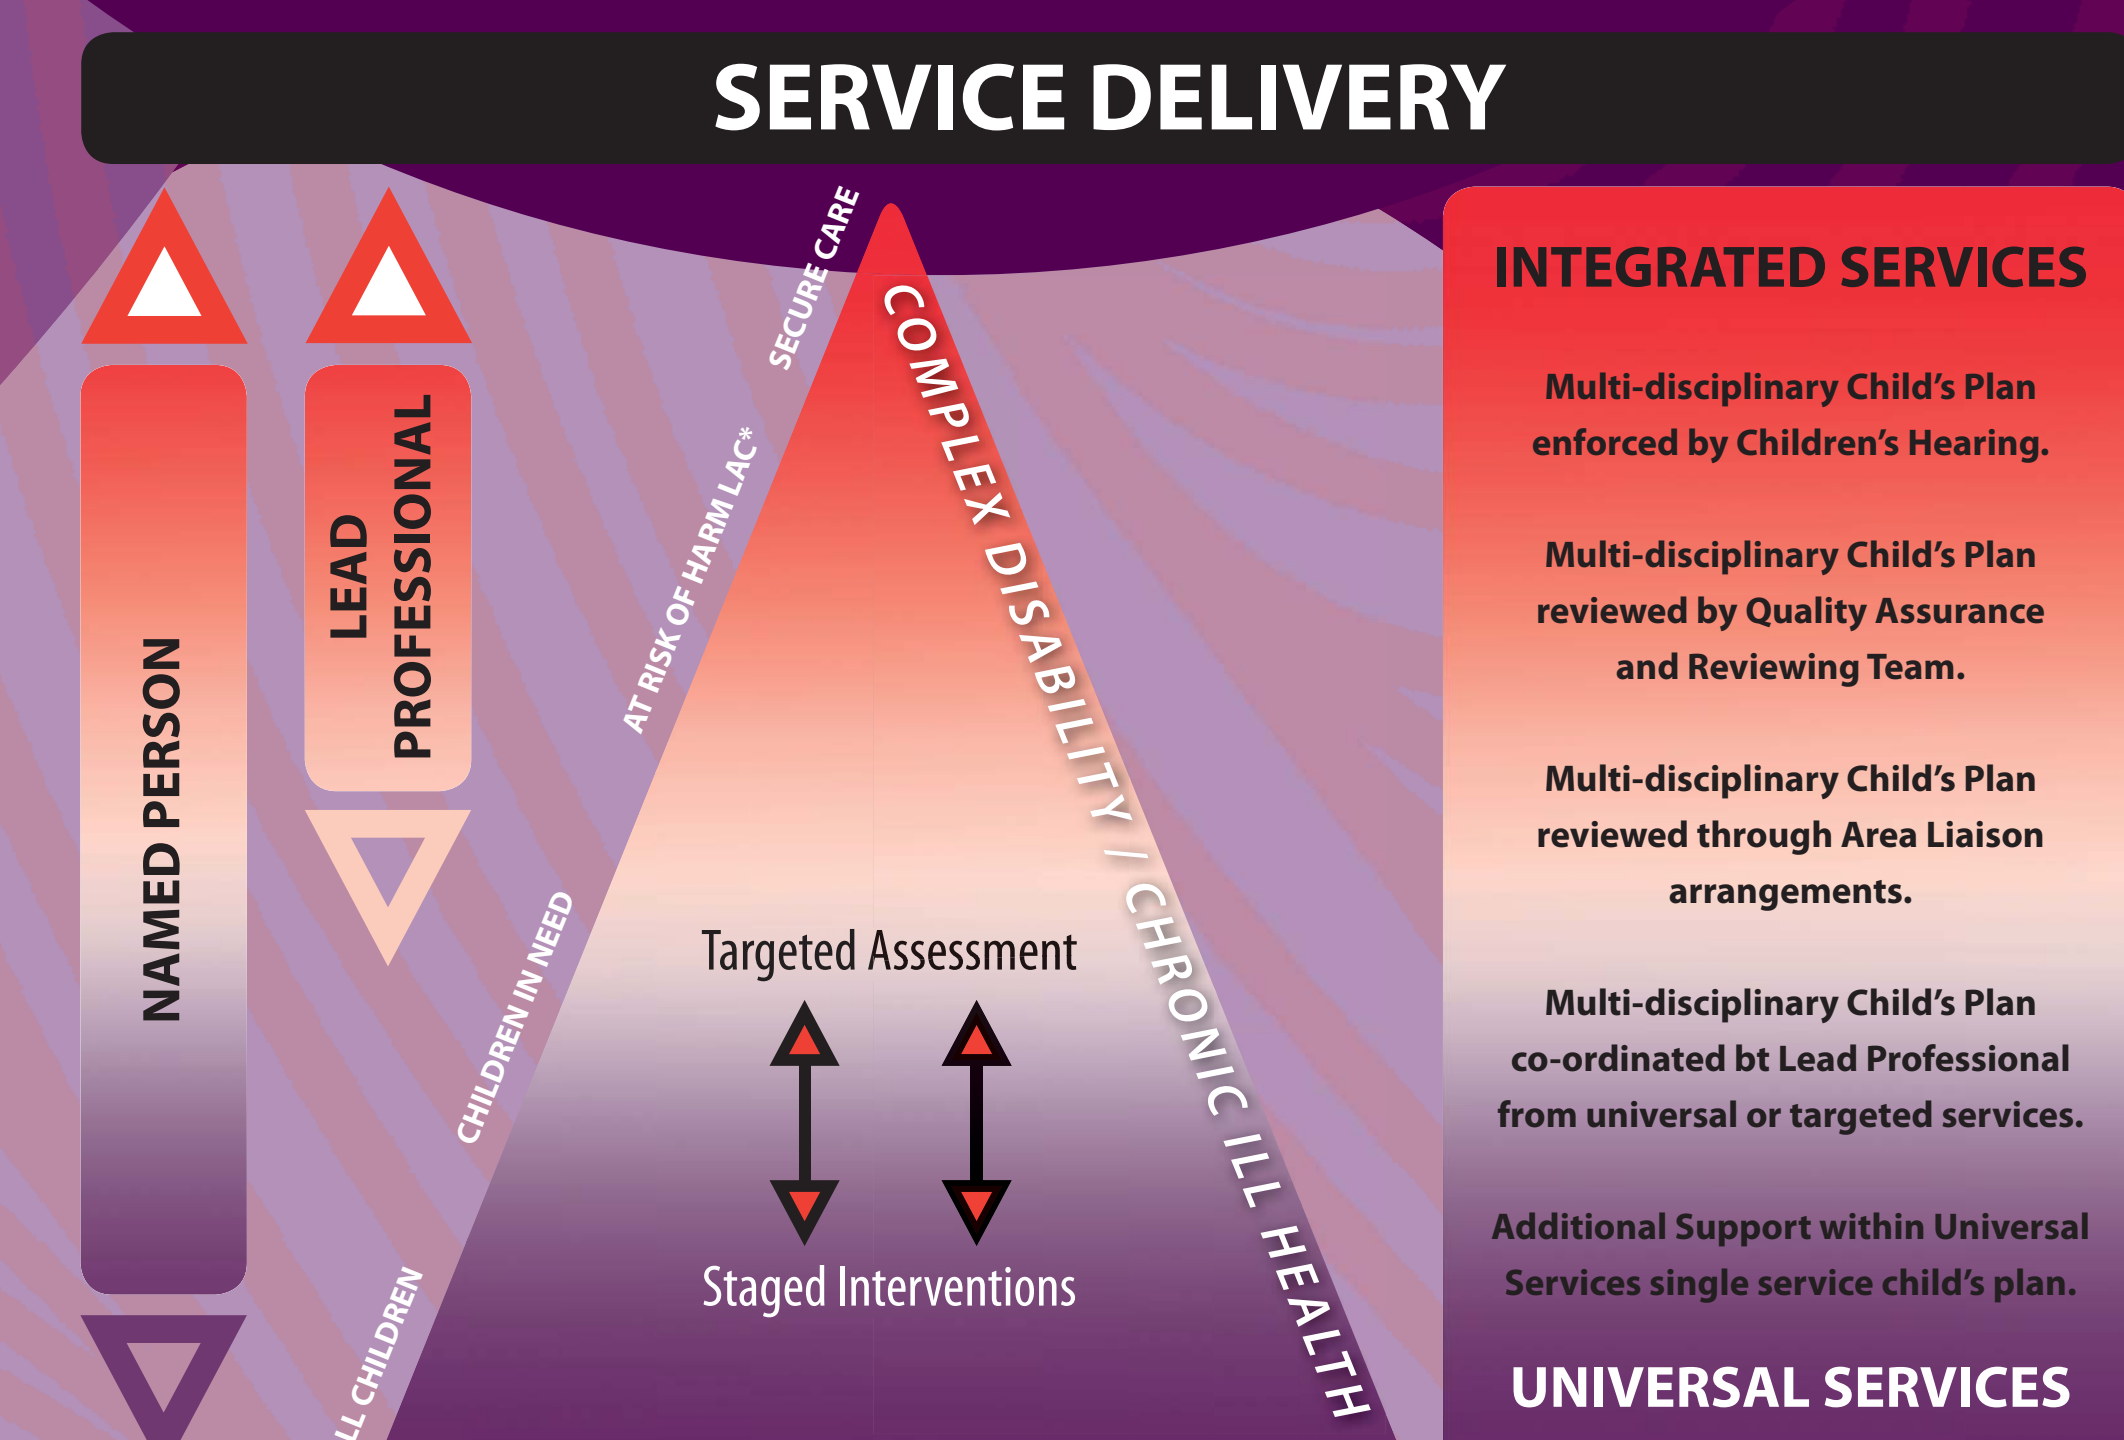 SERVICE DELIVERY
NAMED PERSON
LEAD
PROFESSIONAL
SECURE CARE
AT RISK OF HARM LAC*
CHILDREN IN NEED
LL CHILDREN
COMPLEX DISABILITY / CHRONIC ILL HEALTH
Targeted Assessment
Staged Interventions
INTEGRATED SERVICES
Multi-disciplinary Child’s Plan
enforced by Children’s Hearing.
Multi-disciplinary Child’s Plan
reviewed by Quality Assurance
and Reviewing Team.
Multi-disciplinary Child’s Plan
reviewed through Area Liaison
arrangements.
Multi-disciplinary Child’s Plan
co-ordinated bt Lead Professional
from universal or targeted services.
Additional Support within Universal
Services single service child’s plan.
UNIVERSAL SERVICES